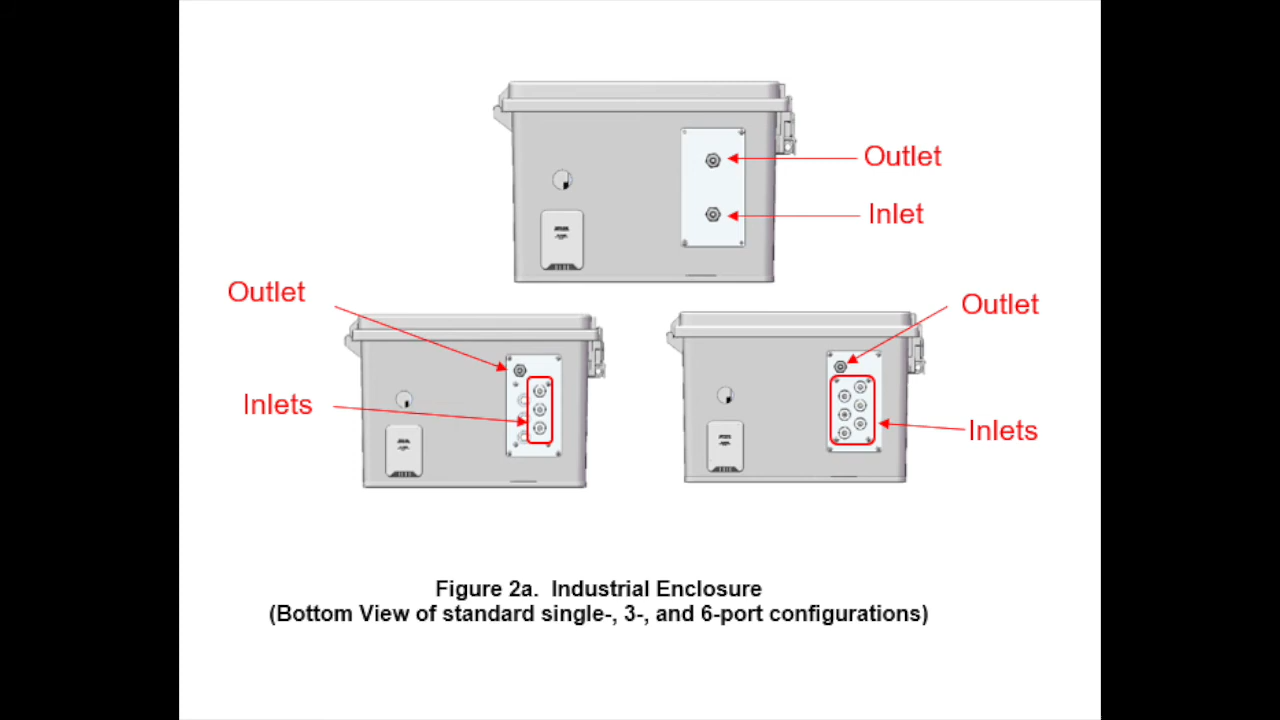 Outlet
Inlet
Outlet
Inlets
Outlet
Inlets
Figure 2a. Industrial Enclosure
(Bottom View of standard single-, 3-, and 6-port configurations)